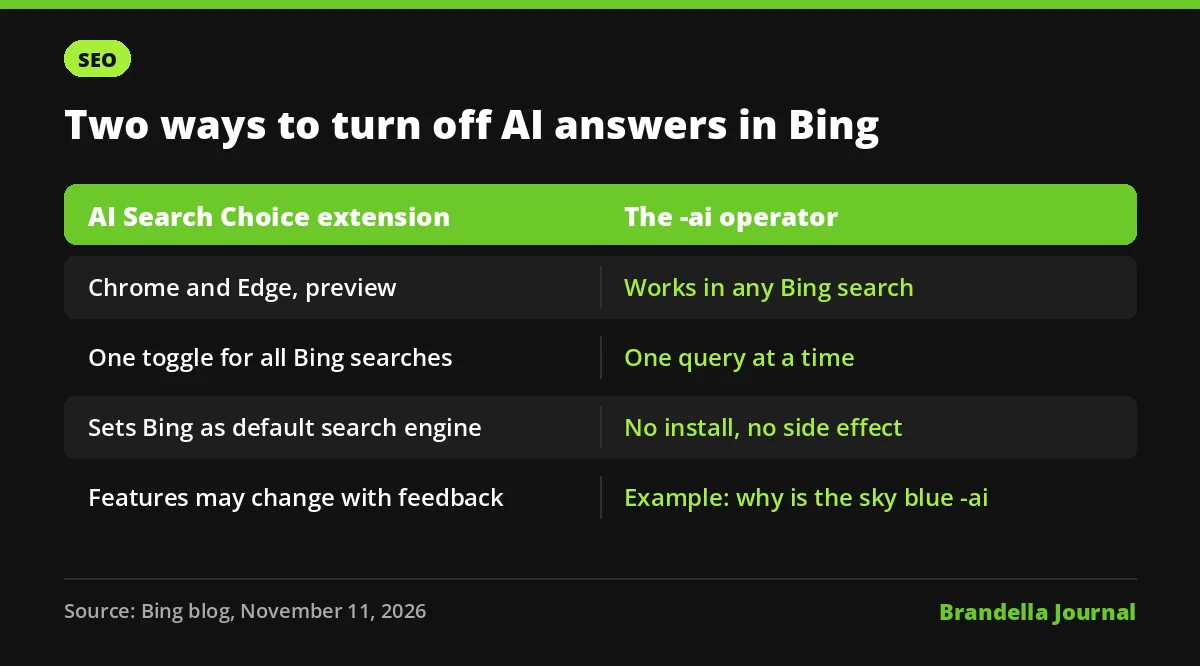 SEO
Two ways to turn off AI answers in Bing
AI Search Choice extension
The -ai operator
Chrome and Edge, preview
Works in any Bing search
One toggle for all Bing searches
One query at a time
Sets Bing as default search engine
No install, no side effect
Features may change with feedback
Example: why is the sky blue -ai
Source: Bing blog, November 11, 2026
Brandella Journal